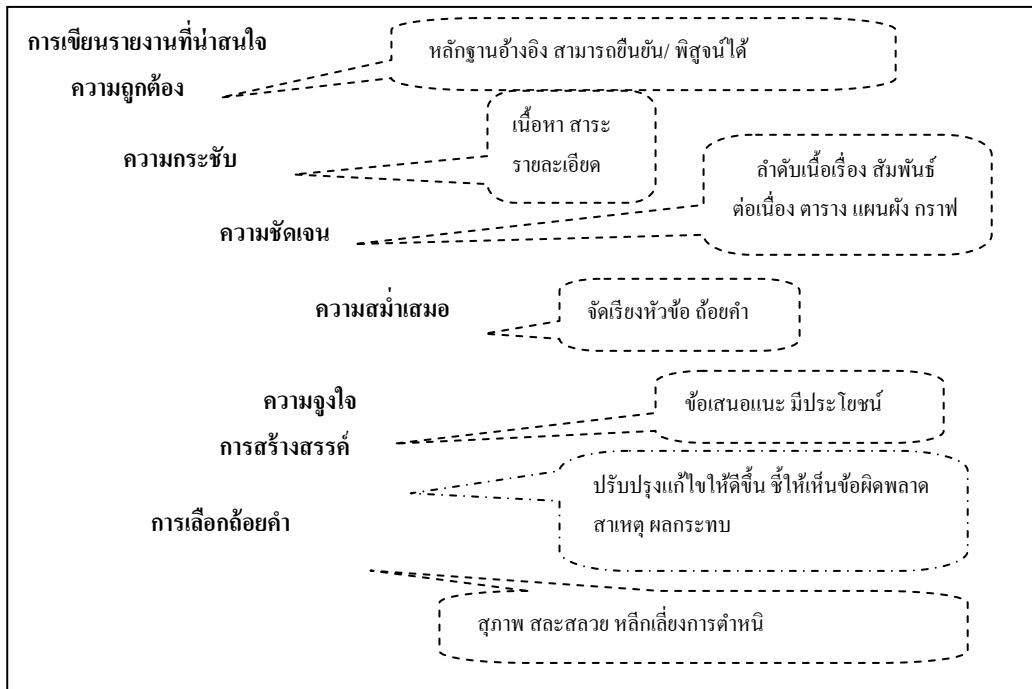 การเขียนรายงานที่น่าสนใจ
หลักฐานอ้างอิง สามารถยืนยัน/ พิสูจน์ได้
ความถูกต้อง
เนื้อหา สาระ
รายละเอียด
ความกระชับ
ลำดับเนื้อเรื่อง สัมพันธ์
ต่อเนื่อง ตาราง แผนผัง กราฟ
ความชัดเจน
ความสม่ำเสมอ
จัดเรียงหัวข้อ ถ้อยคำ
ความจูงใจ
ข้อเสนอแนะ มีประโยชน์
การสร้างสรรค์
ปรับปรุงแก้ไขให้ดีขึ้น ชี้ให้เห็นข้อผิดพลาด
สาเหตุ ผลกระทบ
การเลือกถ้อยคำ
สุภาพ สละสลวย หลีกเลี่ยงการตำหนิ